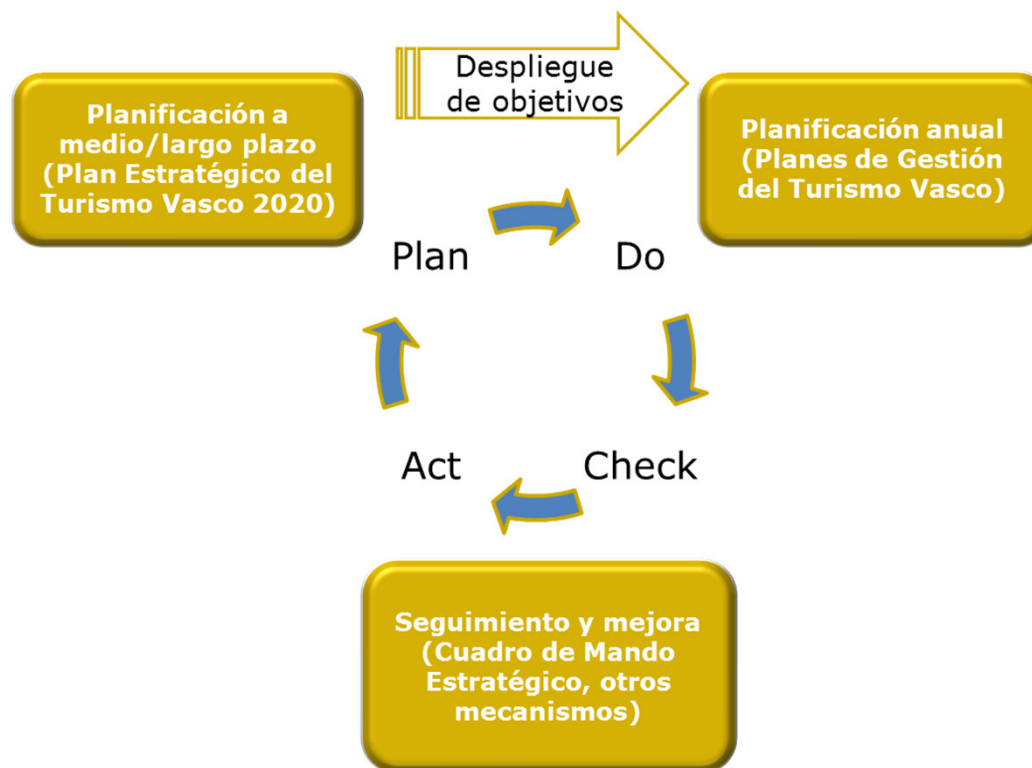 Despliegue
de objetivos
Planificación a
medio/largo plazo
(Plan Estratégico del
Turismo Vasco 2020)
Planificación anual
(Planes de Gestión
del Turismo Vasco)
Plan
Do
Act
Check
Seguimiento y mejora
(Cuadro de Mando
Estratégico, otros
mecanismos)